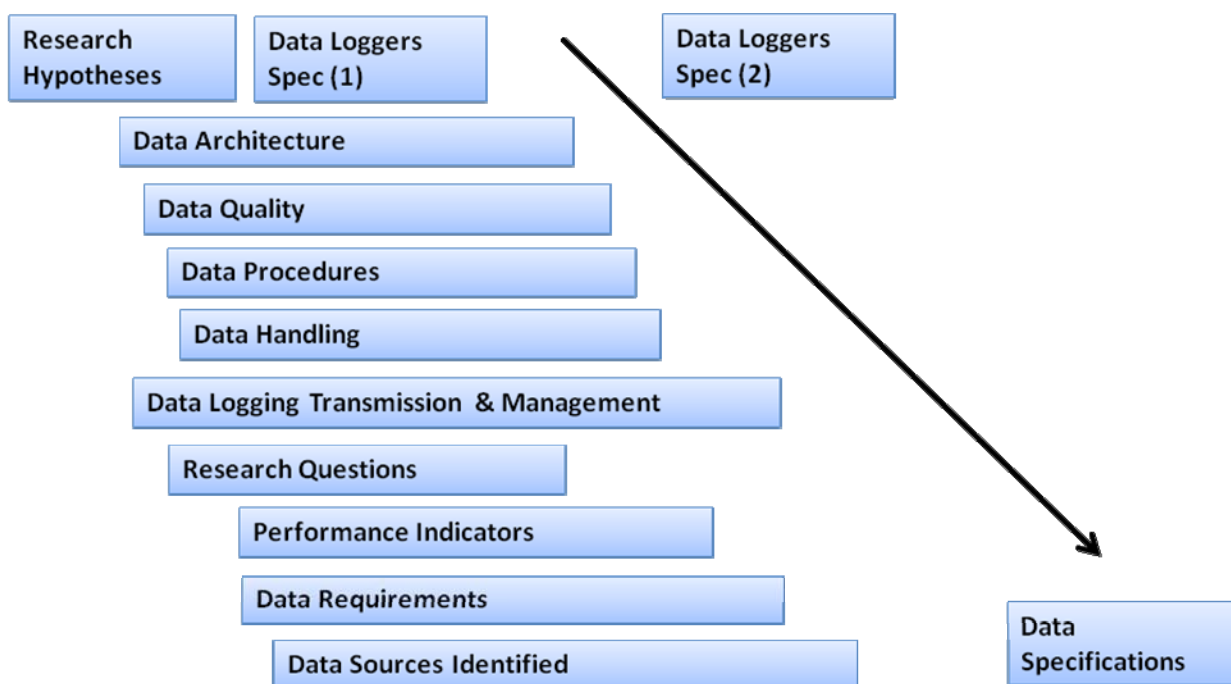 Research
Hypotheses
Data Loggers
Spec (1)
Data Loggers
Spec (2)
Data Architecture
Data Quality
Data Procedures
Data Handling
Data Logging Transmission & Management
Research Questions
Performance Indicators
Data Requirements
Data Sources Identified
Data
Specifications